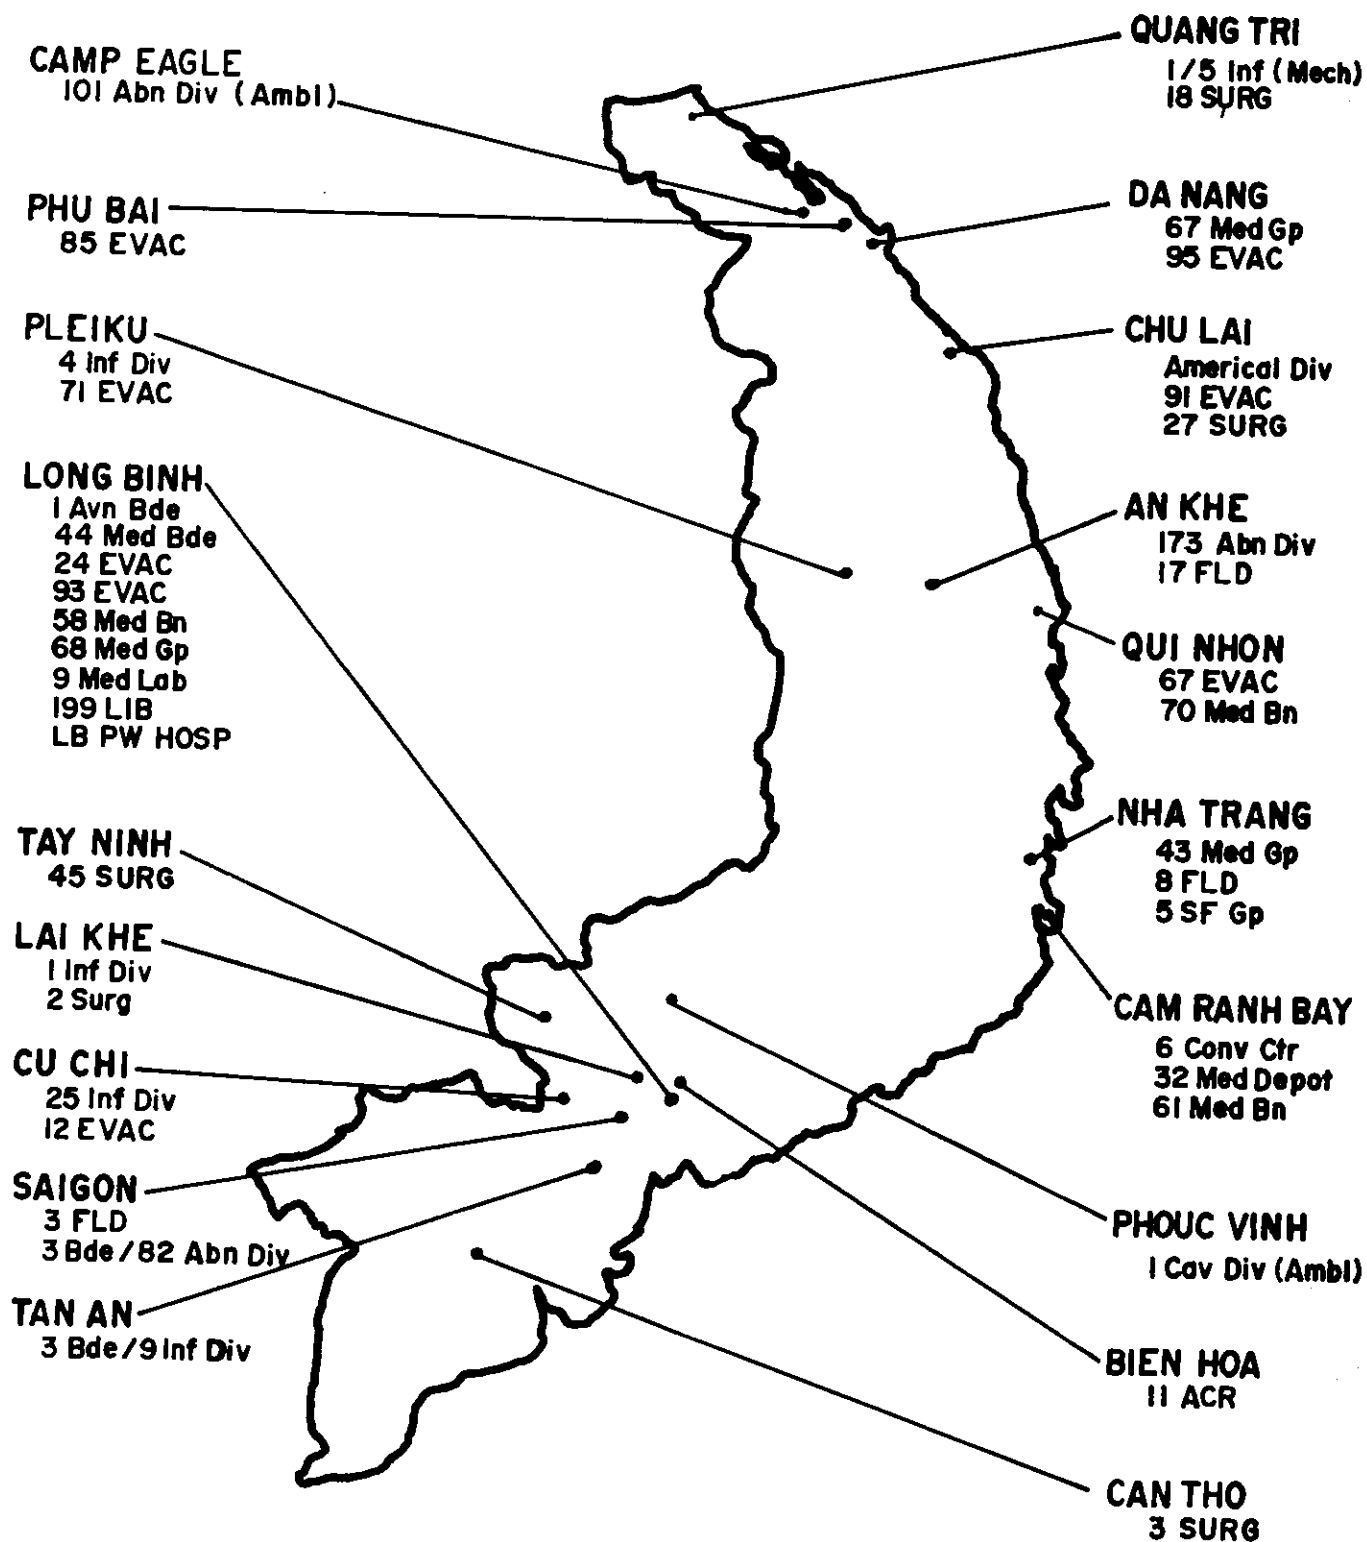 CAMP EAGLE
101 Abn Div (Ambl)
PHU BAI
85 EVAC
PLEIKU
4 Inf Div
71 EVAC
LONG BINH
1 Avn Bde
44 Med Bde
24 EVAC
93 EVAC
58 Med Bn
68 Med Gp
9 Med Lab
199 LIB
LB PW HOSP
TAY NINH
45 SURG
LAI KHE
1 Inf Div
2 Surg
CU CHI
25 Inf Div
12 EVAC
SAIGON
3 FLD
3 Bde/82 Abn Div
TAN AN
3 Bde/9 Inf Div
QUANG TRI
1/5 Inf (Mech)
18 SURG
DA NANG
67 Med Gp
95 EVAC
CHU LAI
Americal Div
91 EVAC
27 SURG
AN KHE
173 Abn Div
17 FLD
QUI NHON
67 EVAC
70 Med Bn
NHA TRANG
43 Med Gp
8 FLD
5 SF Gp
CAM RANH BAY
6 Conv Ctr
32 Med Depot
61 Med Bn
PHOUC VINH
1 Cav Div (Ambl)
BIEN HOA
11 ACR
CAN THO
3 SURG